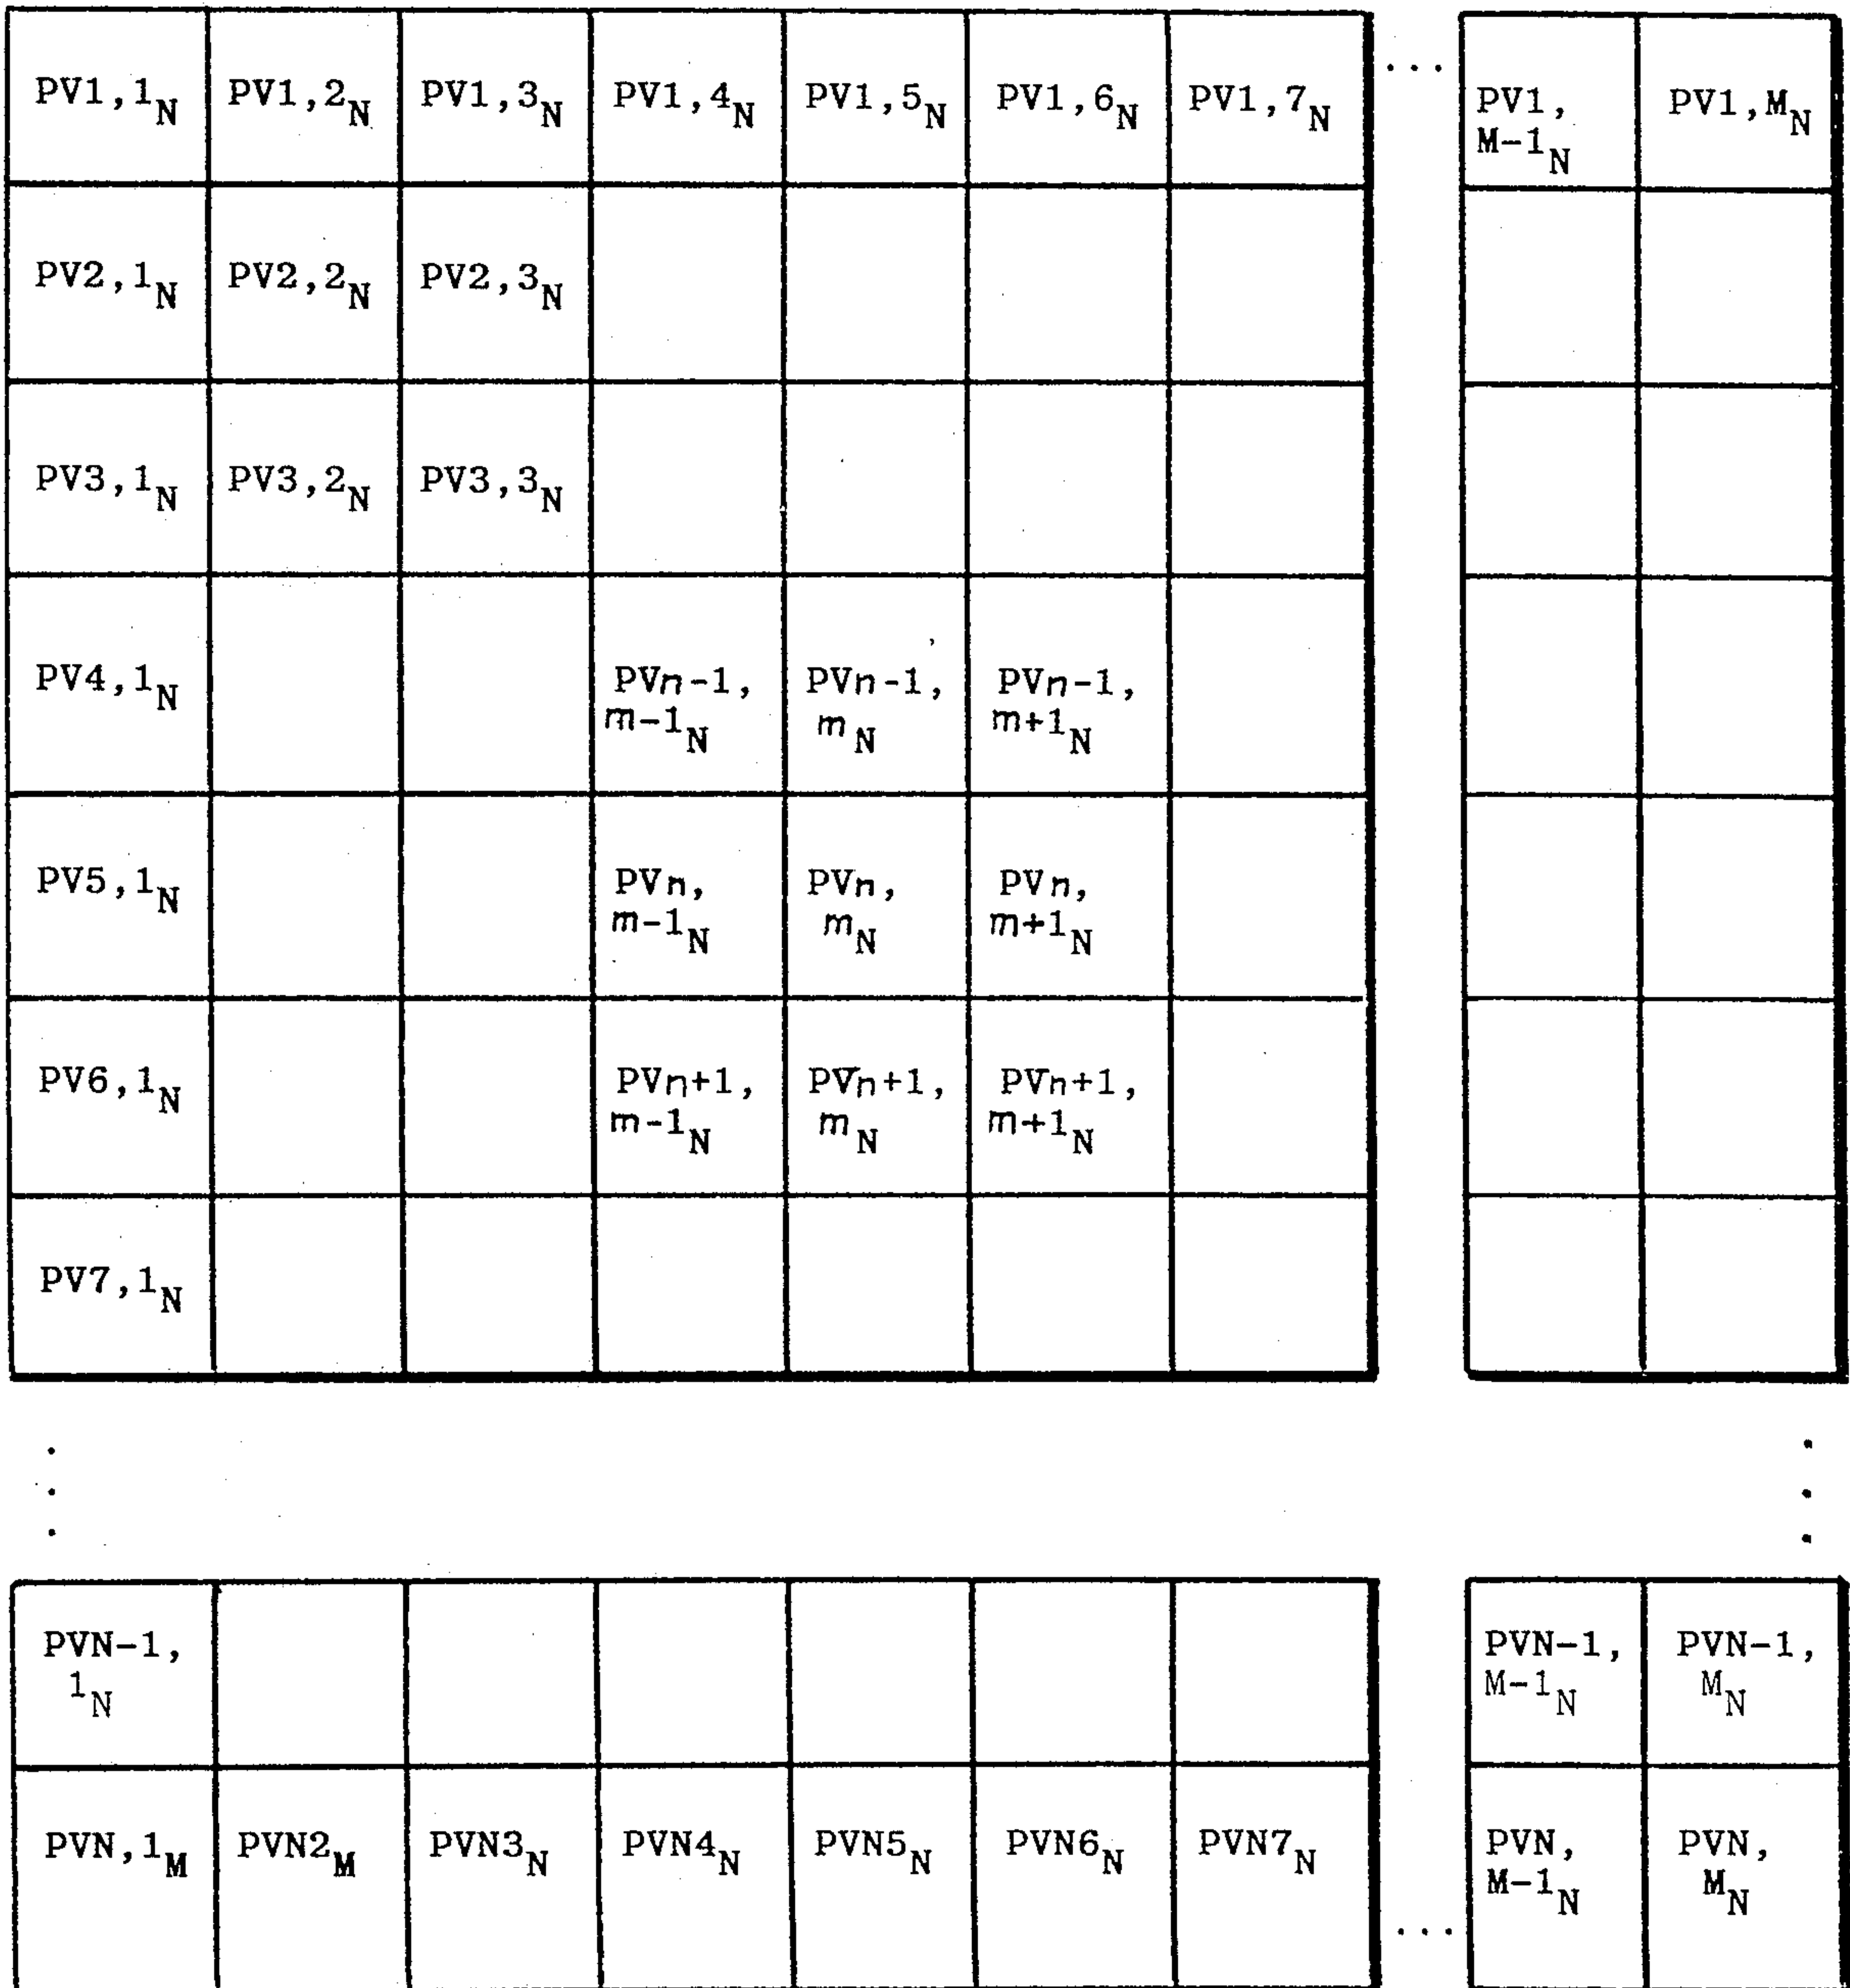 PV1,1N PV1,2N PV1,3N PV1,4N PV1,5N PV1,6N PV1,7N ... PV1, M-1N PV1,MN
PV2,1N PV2,2N PV2,3N
PV3,1N PV3,2N PV3,3N
PV4,1N PVn-1, m-1N PVn-1, mN PVn-1, m+1N
PV5,1N PVn, m-1N PVn, mN PVn, m+1N
PV6,1N PVn+1, m-1N PVn+1, mN PVn+1, m+1N
PV7,1N
PVN-1, 1N PVN-1, M-1N PVN-1, MN
PVN,1M PVN2M PVN3N PVN4N PVN5N PVN6N PVN7N ... PVN, M-1N PVN, MN